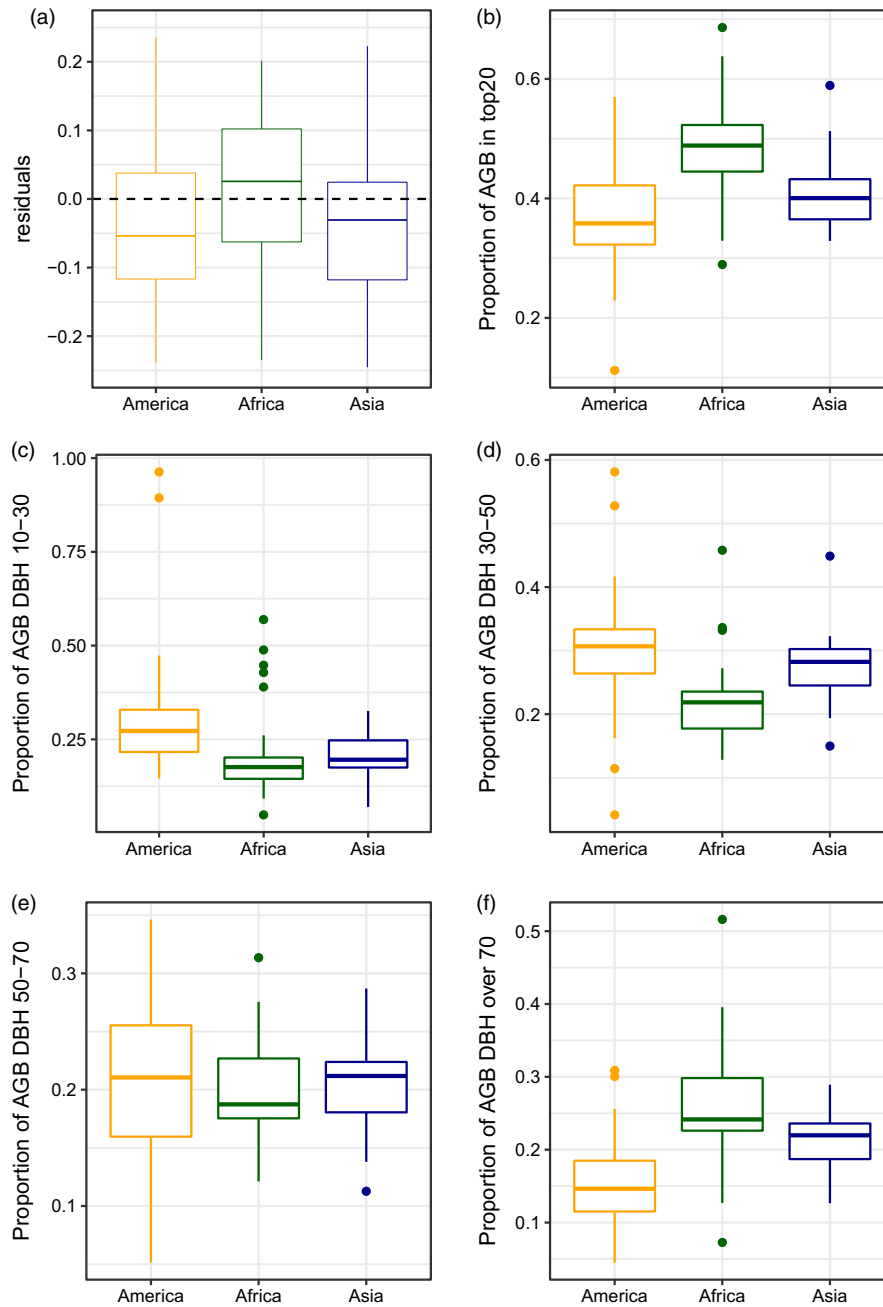 (a)
residuals
0.2
0.1
0.0
−0.1
−0.2
America Africa Asia
(b)
Proportion of AGB in top20
0.6
0.4
0.2
America Africa Asia
(c)
Proportion of AGB DBH 10−30
1.00
0.75
0.50
0.25
America Africa Asia
(d)
Proportion of AGB DBH 30−50
0.6
0.4
0.2
America Africa Asia
(e)
Proportion of AGB DBH 50−70
0.3
0.2
0.1
America Africa Asia
(f)
Proportion of AGB DBH over 70
0.5
0.4
0.3
0.2
0.1
America Africa Asia